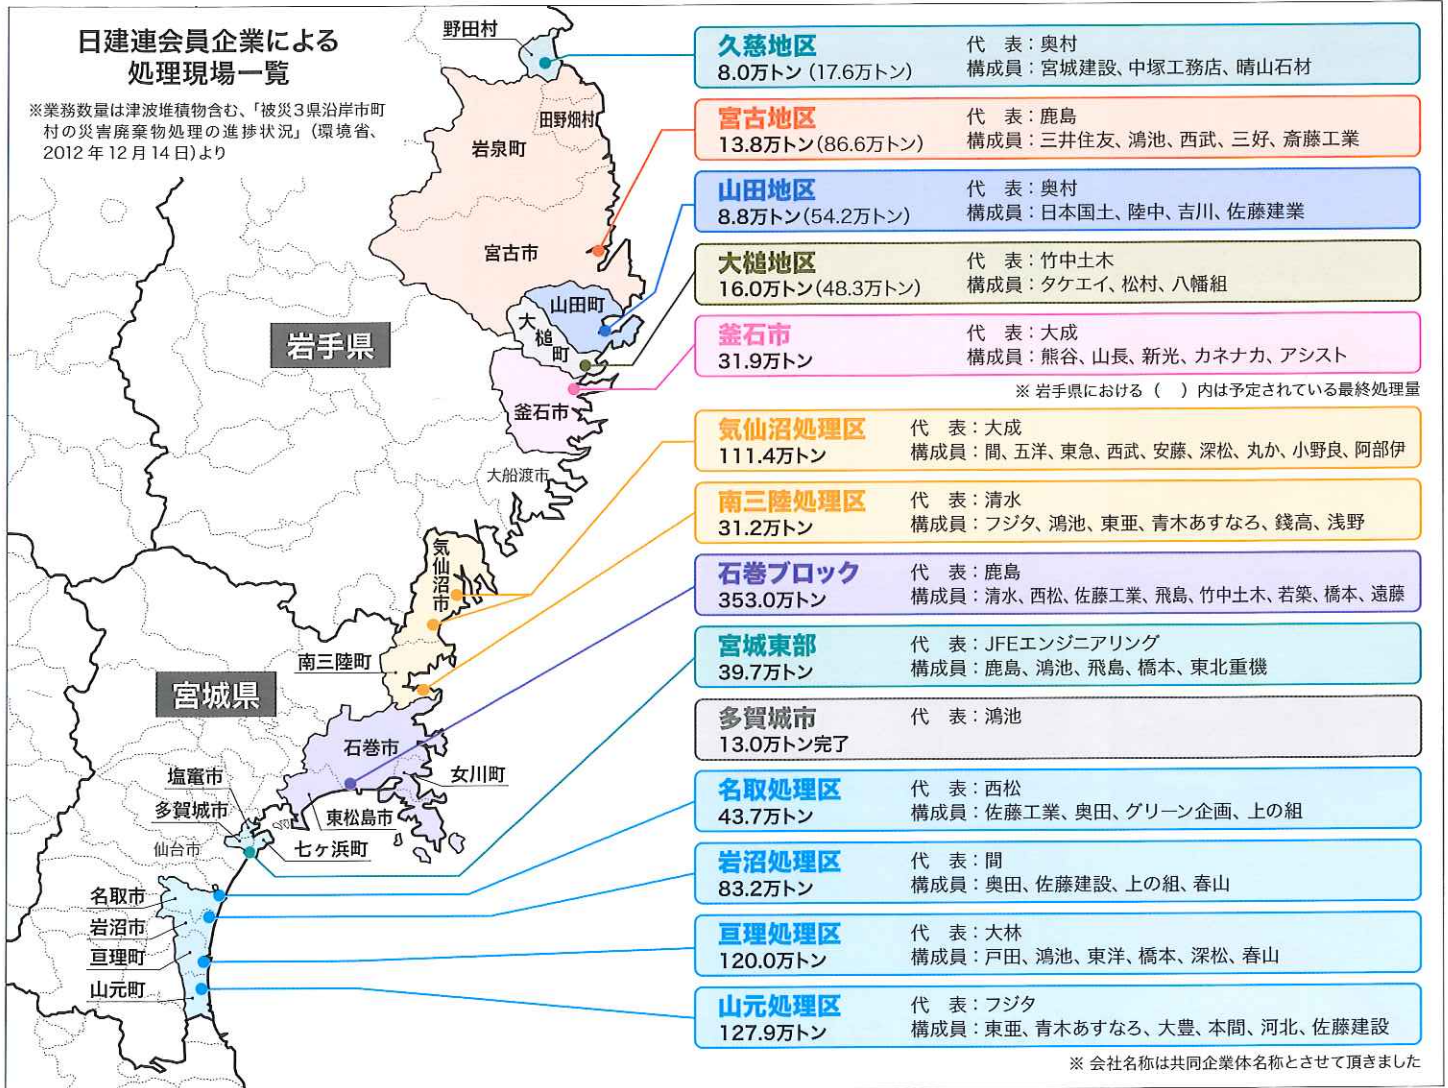 日建連会員企業による
処理現場一覧
※業務数量は津波堆積物含む、「被災3県沿岸市町
村の災害廃棄物処理の進捗状況」(環境省、
2012年12月14日)より
野田村
田野畑村
岩泉町
宮古市
山田町
大槌町
岩手県
釜石市
大船渡市
気仙沼市
南三陸町
宮城県
石巻市
女川町
塩竈市
多賀城市
東松島市
仙台市
七ヶ浜町
名取市
岩沼市
亘理町
山元町
久慈地区 代 表:奥村
8.0万トン(17.6万トン) 構成員:宮城建設、中塚工務店、晴山石材
宮古地区 代 表:鹿島
13.8万トン(86.6万トン) 構成員:三井住友、鴻池、西武、三好、斎藤工業
山田地区 代 表:奥村
8.8万トン(54.2万トン) 構成員:日本国土、陸中、吉川、佐藤建業
大槌地区 代 表:竹中土木
16.0万トン(48.3万トン) 構成員:タケエイ、松村、八幡組
釜石市 代 表:大成
31.9万トン 構成員:熊谷、山長、新光、カネナカ、アシスト
※ 岩手県における( )内は予定されている最終処理量
気仙沼処理区 代 表:大成
111.4万トン 構成員:間、五洋、東急、西武、安藤、深松、丸か、小野良、阿部伊
南三陸処理区 代 表:清水
31.2万トン 構成員:フジタ、鴻池、東亜、青木あすなろ、錢高、浅野
石巻ブロック 代 表:鹿島
353.0万トン 構成員:清水、西松、佐藤工業、飛島、竹中土木、若築、橋本、遠藤
宮城東部 代 表:JFEエンジニアリング
39.7万トン 構成員:鹿島、鴻池、飛島、橋本、東北重機
多賀城市 代 表:鴻池
13.0万トン完了
名取処理区 代 表:西松
43.7万トン 構成員:佐藤工業、奥田、グリーン企画、上の組
岩沼処理区 代 表:間
83.2万トン 構成員:奥田、佐藤建設、上の組、春山
亘理処理区 代 表:大林
120.0万トン 構成員:戸田、鴻池、東洋、橋本、深松、春山
山元処理区 代 表:フジタ
127.9万トン 構成員:東亜、青木あすなろ、大豊、本間、河北、佐藤建設
※ 会社名称は共同企業体名称とさせて頂きました